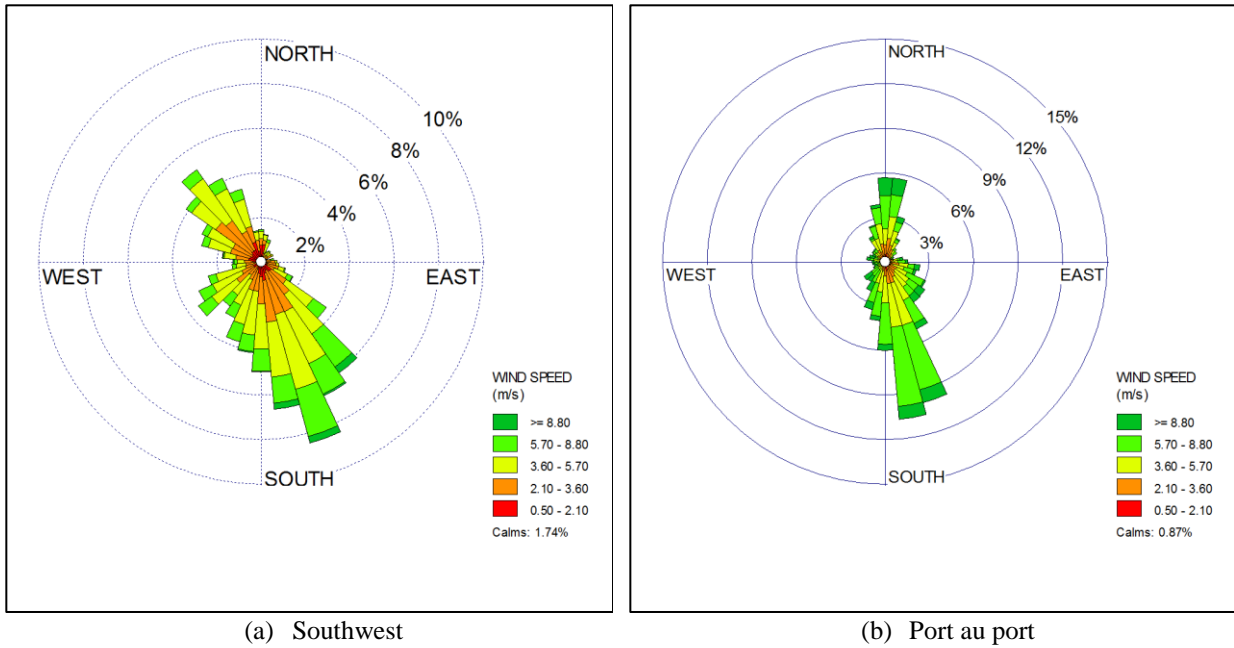 NORTH
10%
8%
6%
4%
2%
WEST
EAST
SOUTH
WIND SPEED
(m/s)
>= 8.80
5.70 - 8.80
3.60 - 5.70
2.10 - 3.60
0.50 - 2.10
Calms: 1.74%
(a) Southwest
NORTH
15%
12%
9%
6%
3%
WEST
EAST
SOUTH
WIND SPEED
(m/s)
>= 8.80
5.70 - 8.80
3.60 - 5.70
2.10 - 3.60
0.50 - 2.10
Calms: 0.87%
(b) Port au port